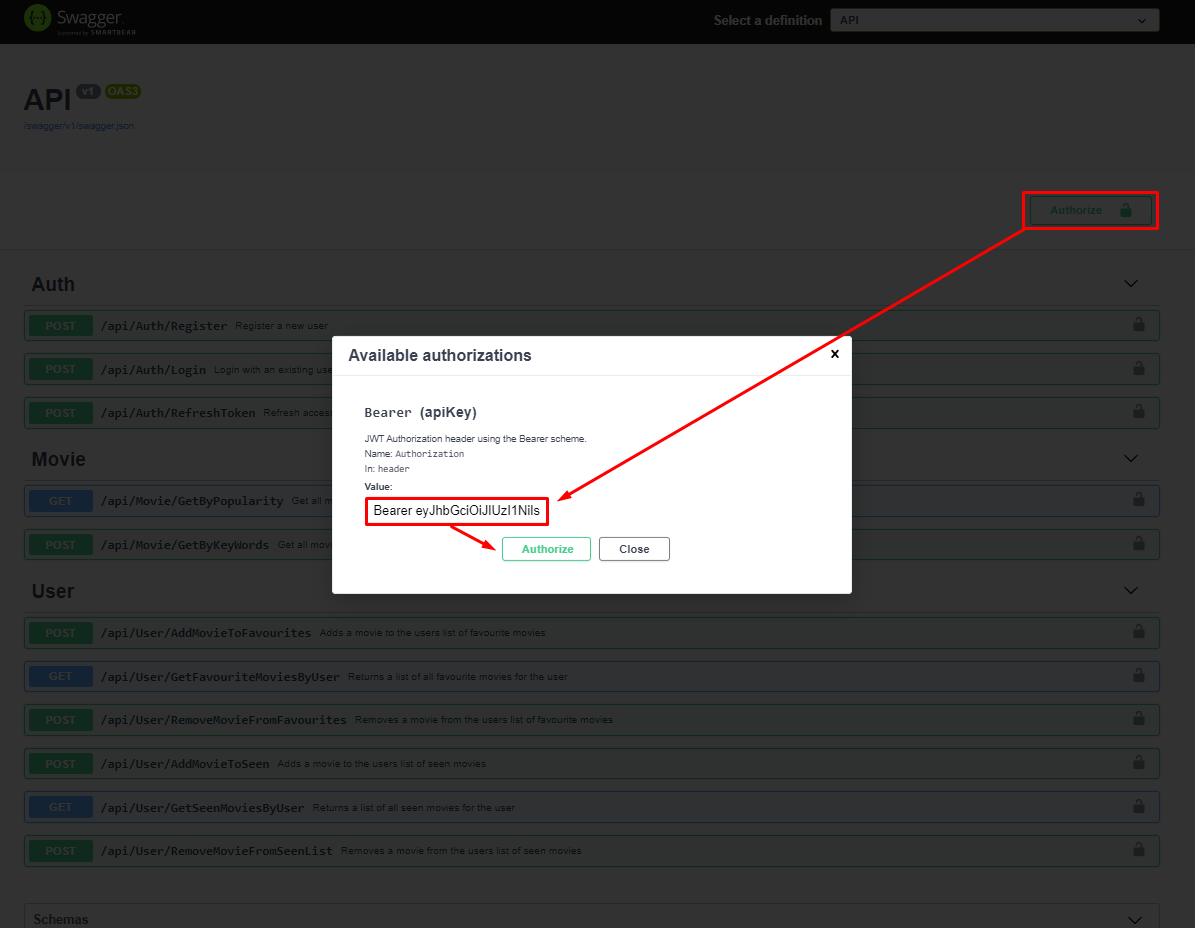 Swagger.
Supported by SMARTBEAR
Select a definition
API
API v1 OAS3
/swagger/v1/swagger.json
Authorize
Auth
POST /api/Auth/Register Register a new user
POST /api/Auth/Login Login with an existing use
POST /api/Auth/RefreshToken Refresh acces
Available authorizations
x
Bearer (apiKey)
JWT Authorization header using the Bearer scheme.
Name: Authorization
In: header
Value:
Bearer eyJhbGciOiJIUzI1NiIs
Authorize
Close
Movie
GET /api/Movie/GetByPopularity Get all m
POST /api/Movie/GetByKeyWords Get all mov
User
POST /api/User/AddMovieToFavourites Adds a movie to the users list of favourite movies
GET /api/User/GetFavouriteMoviesByUser Returns a list of all favourite movies for the user
POST /api/User/RemoveMovieFromFavourites Removes a movie from the users list of favourite movies
POST /api/User/AddMovieToSeen Adds a movie to the users list of seen movies
GET /api/User/GetSeenMoviesByUser Returns a list of all seen movies for the user
POST /api/User/RemoveMovieFromSeenList Removes a movie from the users list of seen movies
Schemas